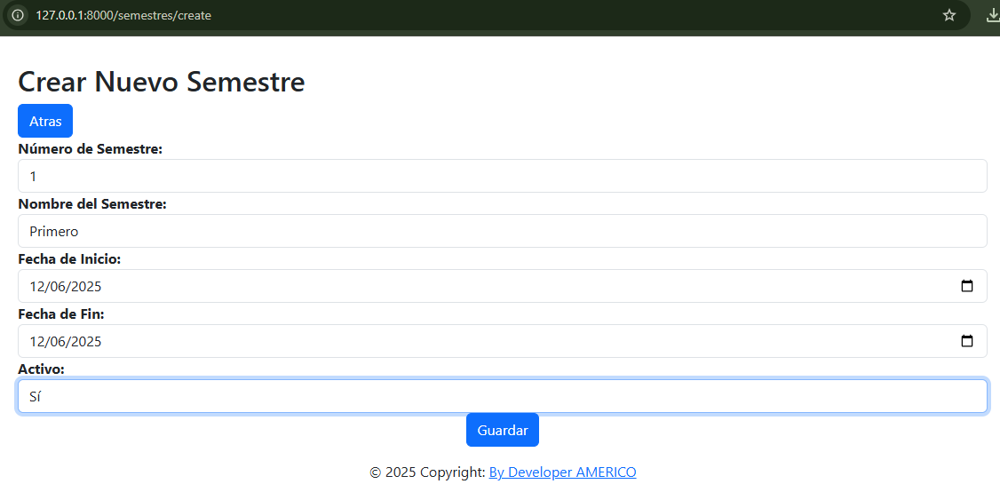 127.0.0.1:8000/semestres/create
Crear Nuevo Semestre
Atras
Número de Semestre:
1
Nombre del Semestre:
Primero
Fecha de Inicio:
12/06/2025
Fecha de Fin:
12/06/2025
Activo:
Sí
Guardar
© 2025 Copyright: By Developer AMERICO